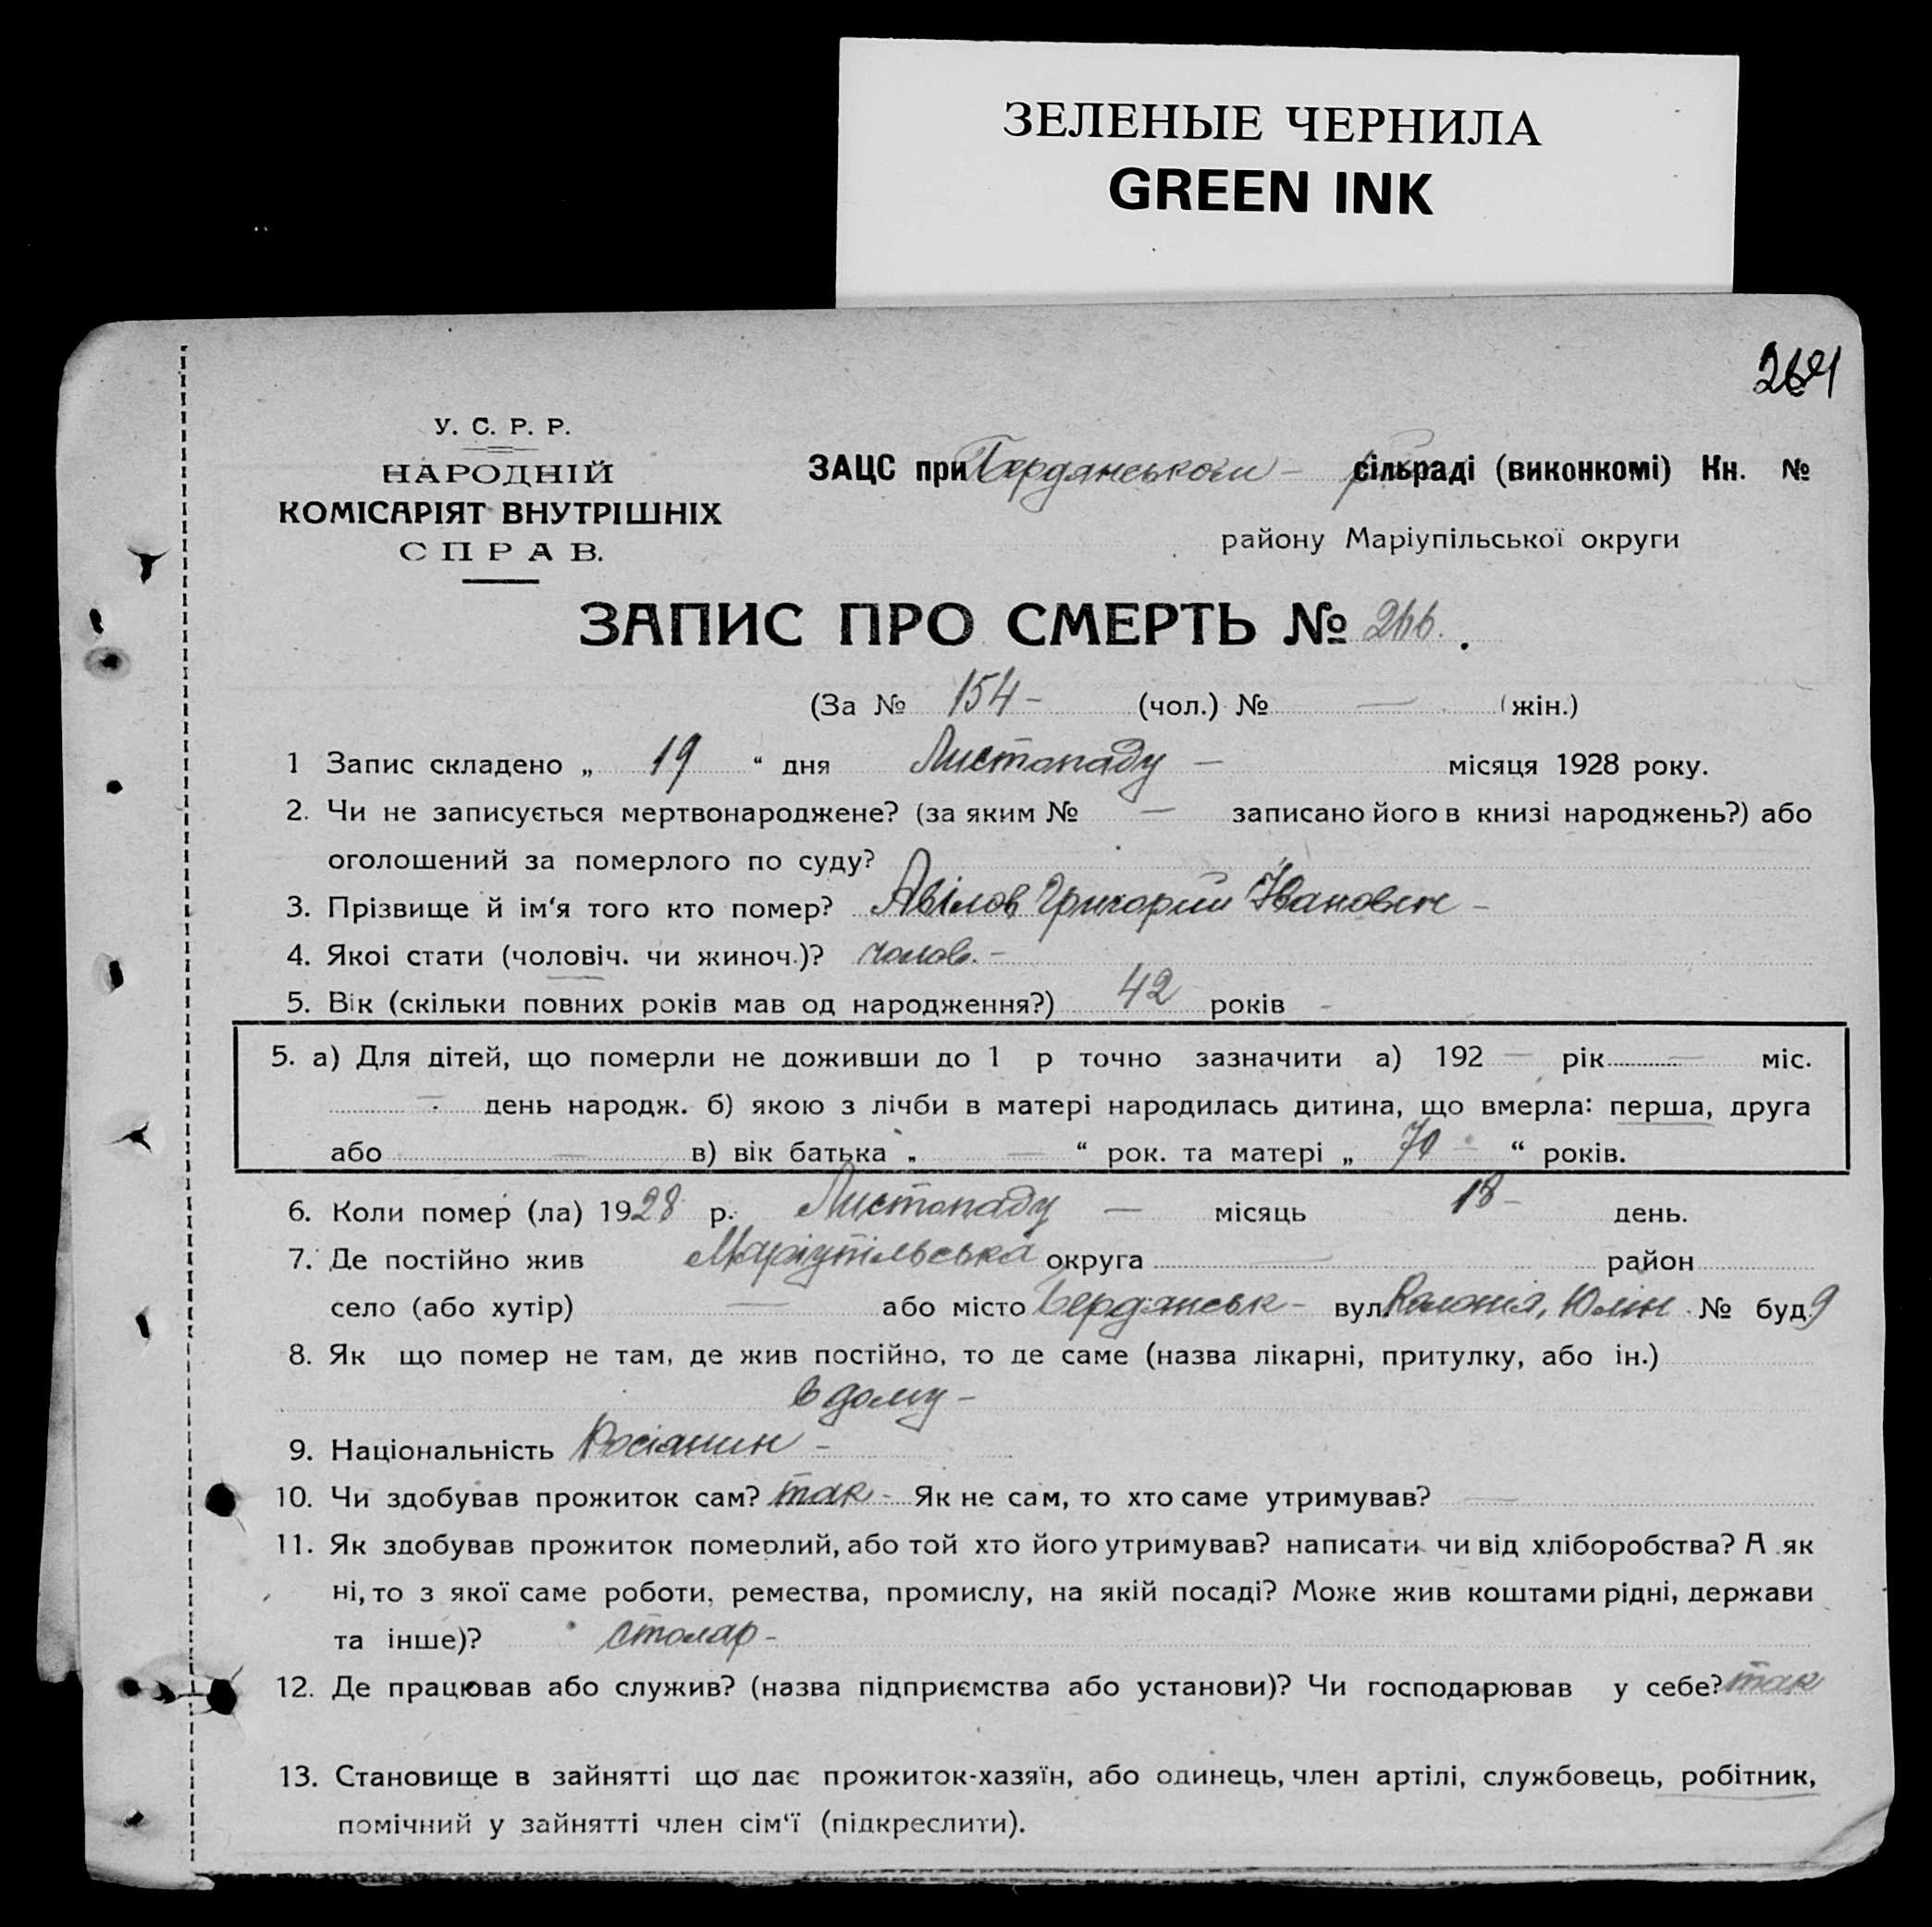 ЗЕЛЕНЫЕ ЧЕРНИЛА
GREEN INK
264
У. С. Р. Р.
НАРОДНІЙ
КОМІСАРІЯТ ВНУТРІШНІХ
СПРАВ.
ЗАЦС при Бердянському - сільраді (виконкомі) Кн. №
району Маріупільської округи
ЗАПИС ПРО СМЕРТЬ № 266.
(За № 154 - (чол.) № — (жін.)
1 Запис складено „ 19 “ дня Листопаду — місяця 1928 року.
2. Чи не записується мертвонароджене? (за яким № — записано його в книзі народжень?) або
оголошений за померлого по суду?
3. Прізвище й ім'я того кто помер? Авілов Григорий Іванович -
4. Якоі стати (чоловіч. чи жиноч.)? чолов. -
5. Вік (скільки повних років мав од народження?) 42 років -
5. а) Для дітей, що померли не доживши до 1 р точно зазначити а) 192 — рік — міс.
— день народж. б) якою з лічби в матері народилась дитина, що вмерла: перша, друга
або — в) вік батька „ — “ рок. та матері „ 70 - “ років.
6. Коли помер (ла) 1928 р. Листопаду — місяць 18 - день.
7. Де постійно жив Маріупільська округа — район
село (або хутір) — або місто Бердянськ - вул. Колонія, № буд. 9
8. Як що помер не там, де жив постійно, то де саме (назва лікарні, притулку, або ін.)
в дому -
9. Національність Росіянин -
10. Чи здобував прожиток сам? так - Як не сам, то хто саме утримував? —
11. Як здобував прожиток померлий, або той хто його утримував? написати чи від хліборобства? А як
ні, то з якої саме роботи, ремества, промислу, на якій посаді? Може жив коштами рідні, держави
та інше)? столар -
12. Де працював або служив? (назва підприємства або установи)? Чи господарював у себе? так
13. Становище в зайнятті що дає прожиток-хазяїн, або одинець, член артілі, службовець, робітник,
помічний у зайнятті член сім'ї (підкреслити).